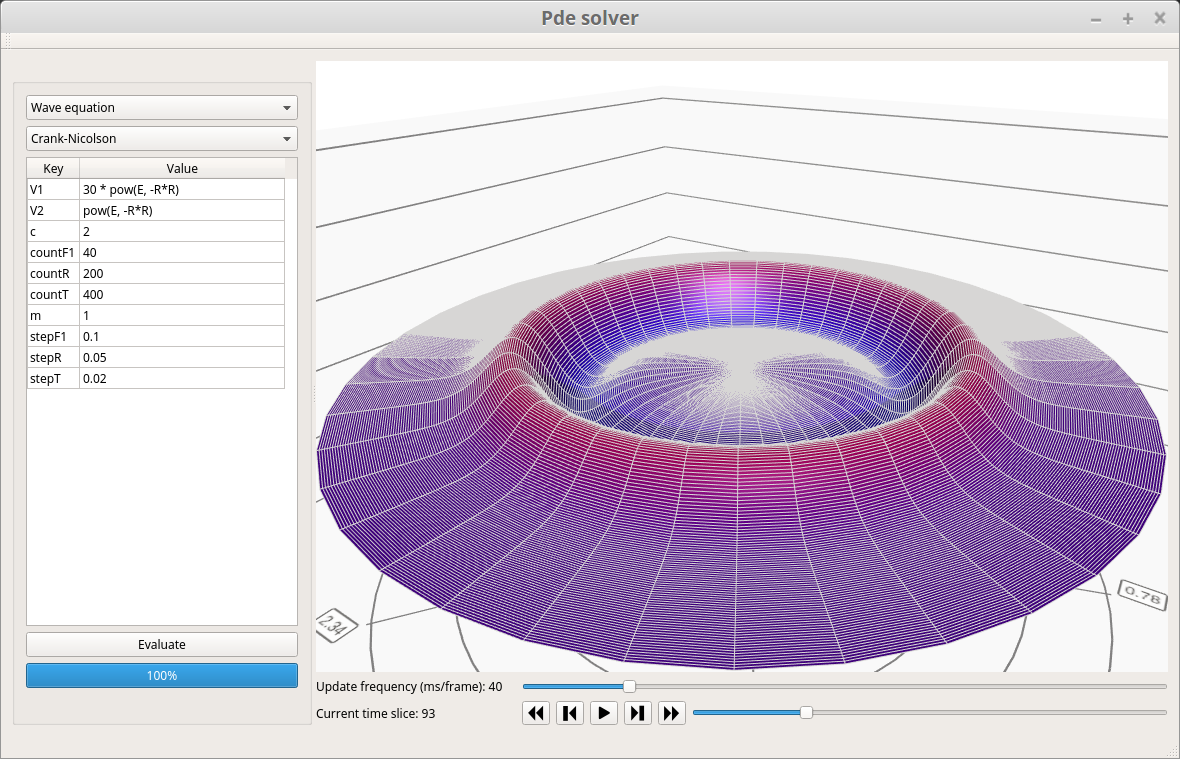 Pde solver
Wave equation
Crank-Nicolson
Key Value
V1 30 * pow(E, -R*R)
V2 pow(E, -R*R)
c 2
countF1 40
countR 200
countT 400
m 1
stepF1 0.1
stepR 0.05
stepT 0.02
Evaluate
100%
2.34
0.78
Update frequency (ms/frame): 40
Current time slice: 93